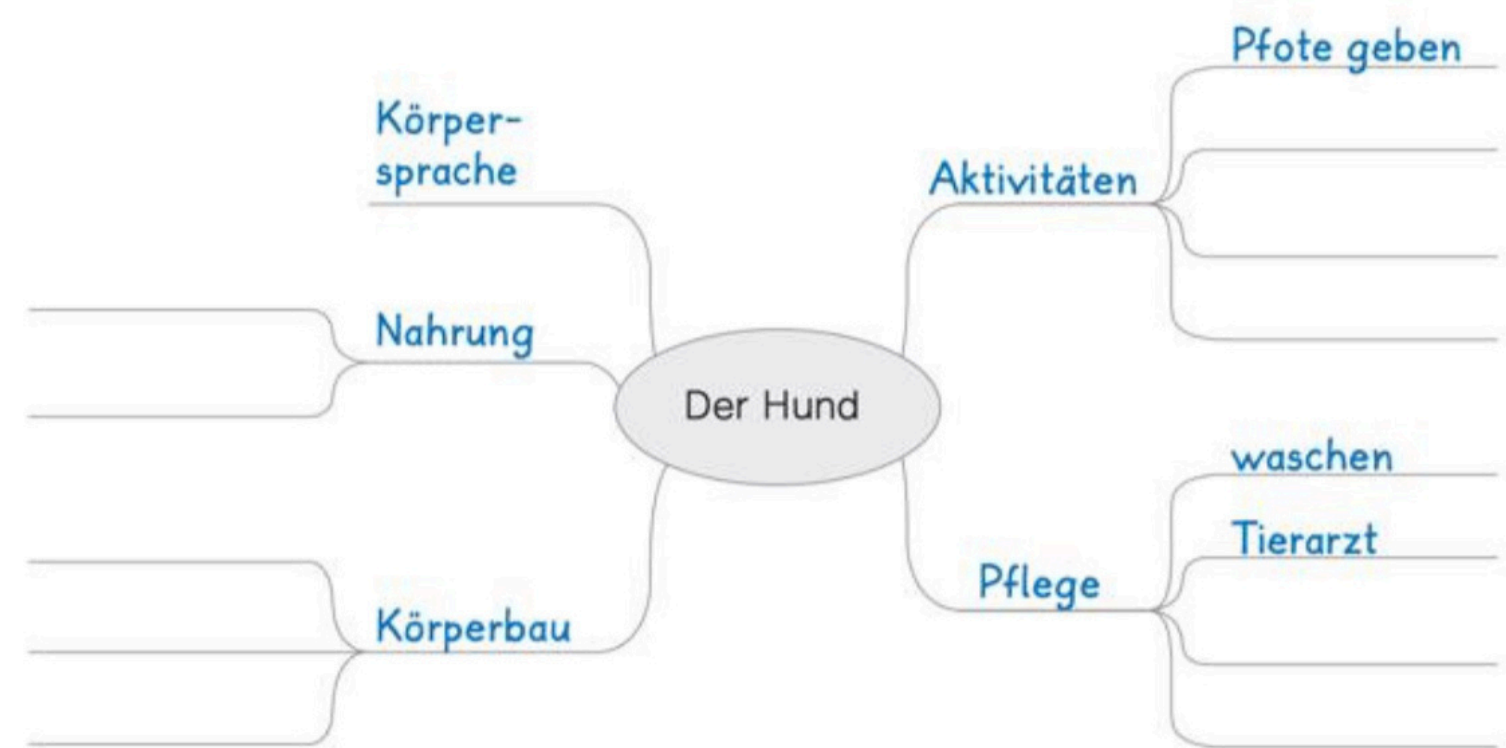 Pfote geben
Körper-
sprache
Aktivitäten
Nahrung
Der Hund
waschen
Tierarzt
Pflege
Körperbau